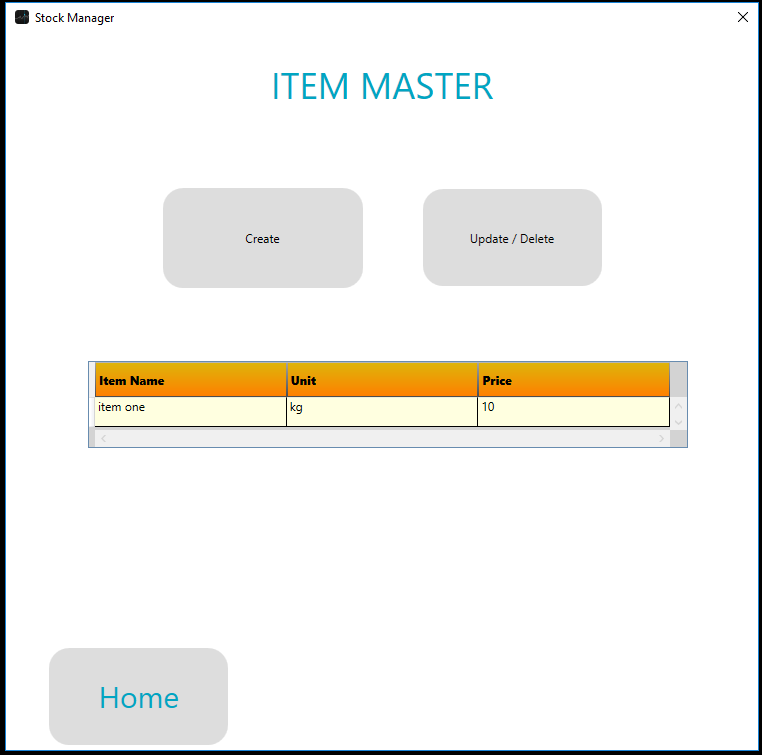 Stock Manager
ITEM MASTER
Create
Update / Delete
Item Name Unit Price
item one kg 10
Home